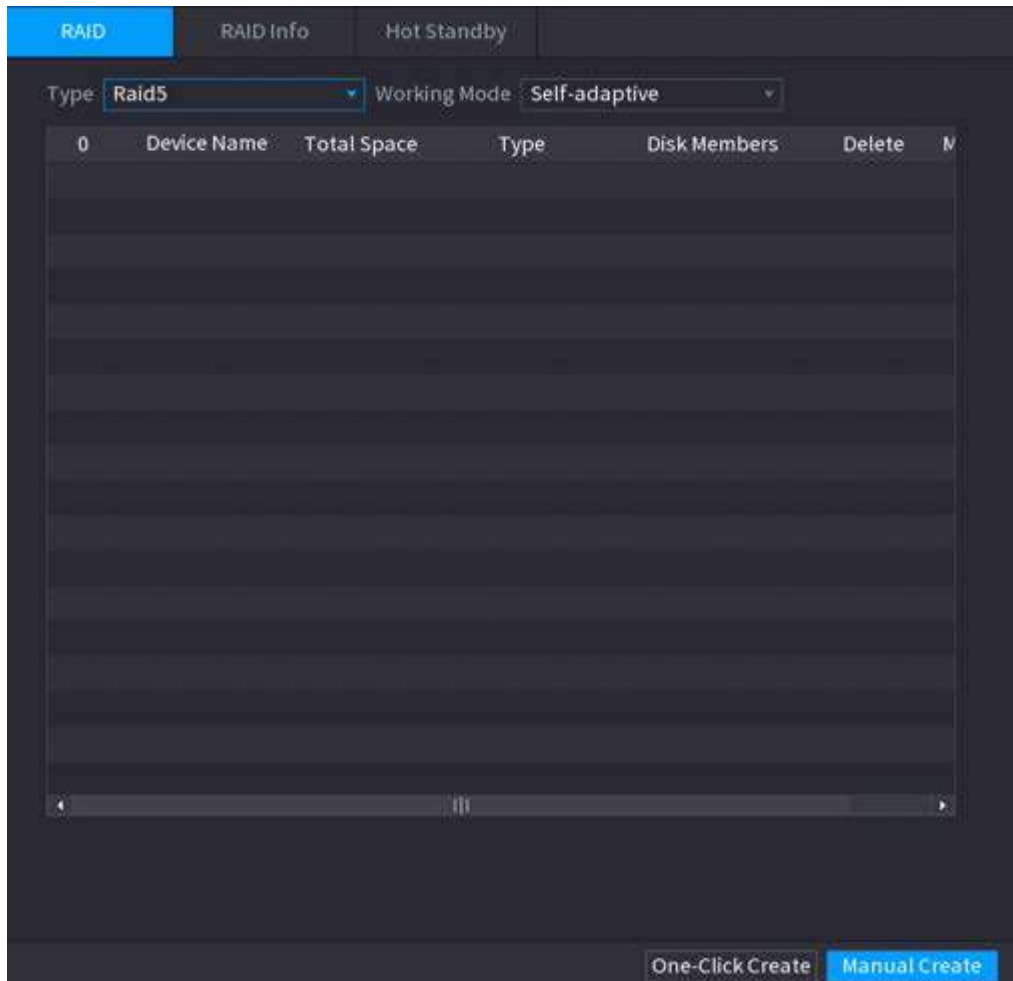 RAID RAID Info Hot Standby
Type Raid5 Working Mode Self-adaptive
0 Device Name Total Space Type Disk Members Delete M
One-Click Create Manual Create